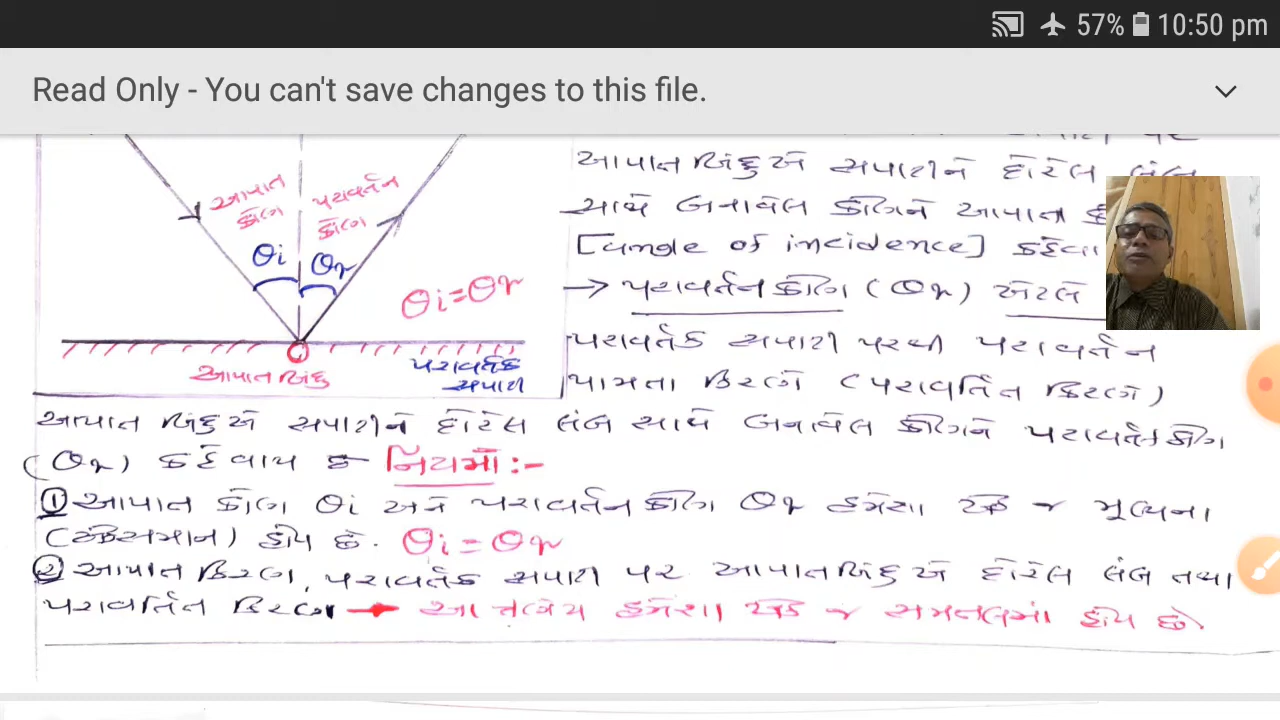 57% 10:50 pm
Read Only - You can't save changes to this file.
આપાત બિંદુએ સપાટીને દોરેલ લંબ
સાથે બનાવેલ કોણને આપાત
[angle of incidence] કહેવા
→ પરાવર્તન કોણ (θr) એટલે
પરાવર્તક સપાટી પરથી પરાવર્તન
પામતા કિરણે (પરાવર્તિત કિરણે)
આપાત કોણ
પરાવર્તન કોણ
θi θr
θi=θr
આપાત બિંદુ
પરાવર્તક સપાટી
આપાત બિંદુએ સપાટીને દોરેલ લંબ સાથે બનાવેલ કોણને પરાવર્તન કોણ
(θr) કહેવાય છે નિયમો :-
① આપાત કોણ θi અને પરાવર્તન કોણ θr હંમેશા એક જ મૂલ્યના
(એકસમાન) હોય છે. θi=θr
② આપાત કિરણ, પરાવર્તક સપાટી પર આપાતબિંદુએ દોરેલ લંબ તથા
પરાવર્તિત કિરણ → આ ત્રણેય હંમેશા એક જ સમતલમાં હોય છે.